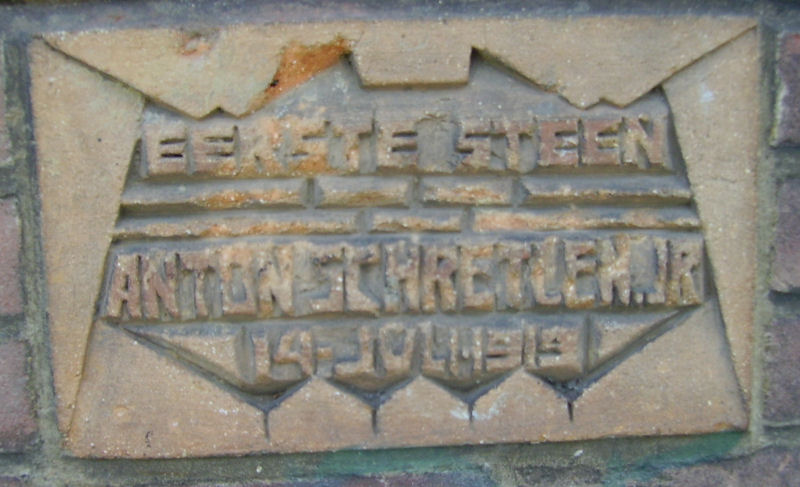 EERSTE STEEN
ANTON SCHRETLEN.JR
14-JULI.1919